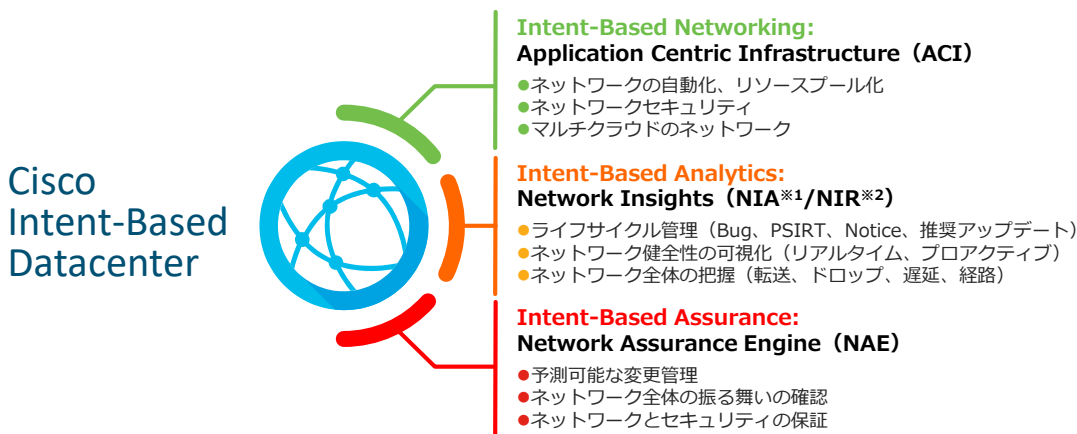 Cisco
Intent-Based
Datacenter
Intent-Based Networking:
Application Centric Infrastructure（ACI）
●ネットワークの自動化、リソースプール化
●ネットワークセキュリティ
●マルチクラウドのネットワーク
Intent-Based Analytics:
Network Insights（NIA※1/NIR※2）
●ライフサイクル管理（Bug、PSIRT、Notice、推奨アップデート）
●ネットワーク健全性の可視化（リアルタイム、プロアクティブ）
●ネットワーク全体の把握（転送、ドロップ、遅延、経路）
Intent-Based Assurance:
Network Assurance Engine（NAE）
●予測可能な変更管理
●ネットワーク全体の振る舞いの確認
●ネットワークとセキュリティの保証